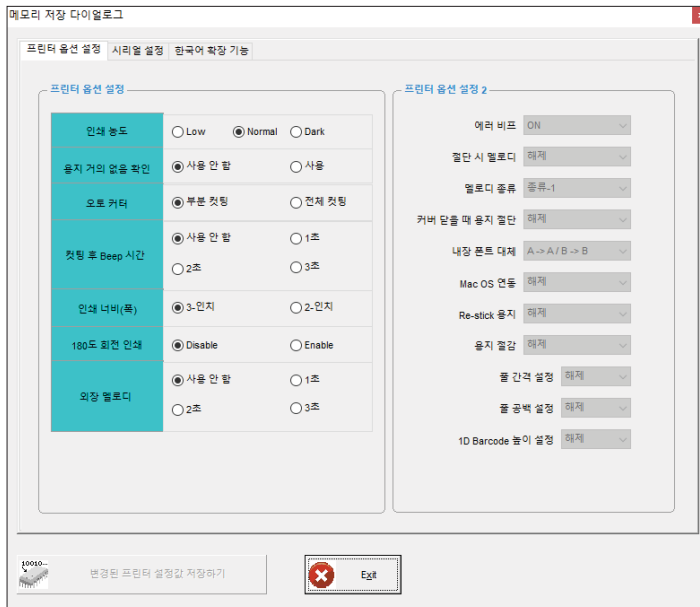 메모리 저장 다이얼로그
프린터 옵션 설정 시리얼 설정 한국어 확장 기능
프린터 옵션 설정
인쇄 농도 Low Normal Dark
용지 거의 없음 확인 사용 안 함 사용
오토 커터 부분 컷팅 전체 컷팅
컷팅 후 Beep 시간 사용 안 함 1초
2초 3초
인쇄 너비(폭) 3-인치 2-인치
180도 회전 인쇄 Disable Enable
외장 멜로디 사용 안 함 1초
2초 3초
프린터 옵션 설정 2
에러 비프 ON
절단 시 멜로디 해제
멜로디 종류 종류-1
커버 닫을 때 용지 절단 해제
내장 폰트 대체 A -> A / B -> B
Mac OS 연동 해제
Re-stick 용지 해제
용지 절감 해제
풀 간격 설정 해제
풀 공백 설정 해제
1D Barcode 높이 설정 해제
10010...
변경된 프린터 설정값 저장하기
Exit